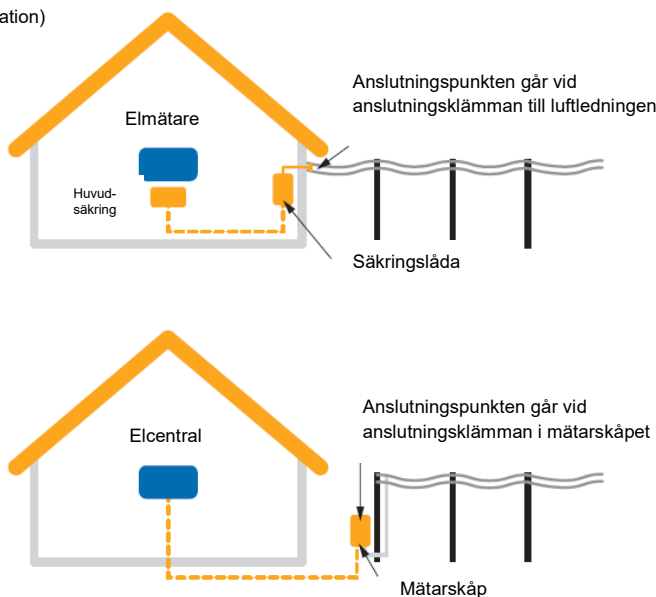 ation)
Anslutningspunkten går vid
anslutningsklämman till luftledningen
Elmätare
Huvud-
säkring
Säkringslåda
Anslutningspunkten går vid
anslutningsklämman i mätarskåpet
Elcentral
Mätarskåp